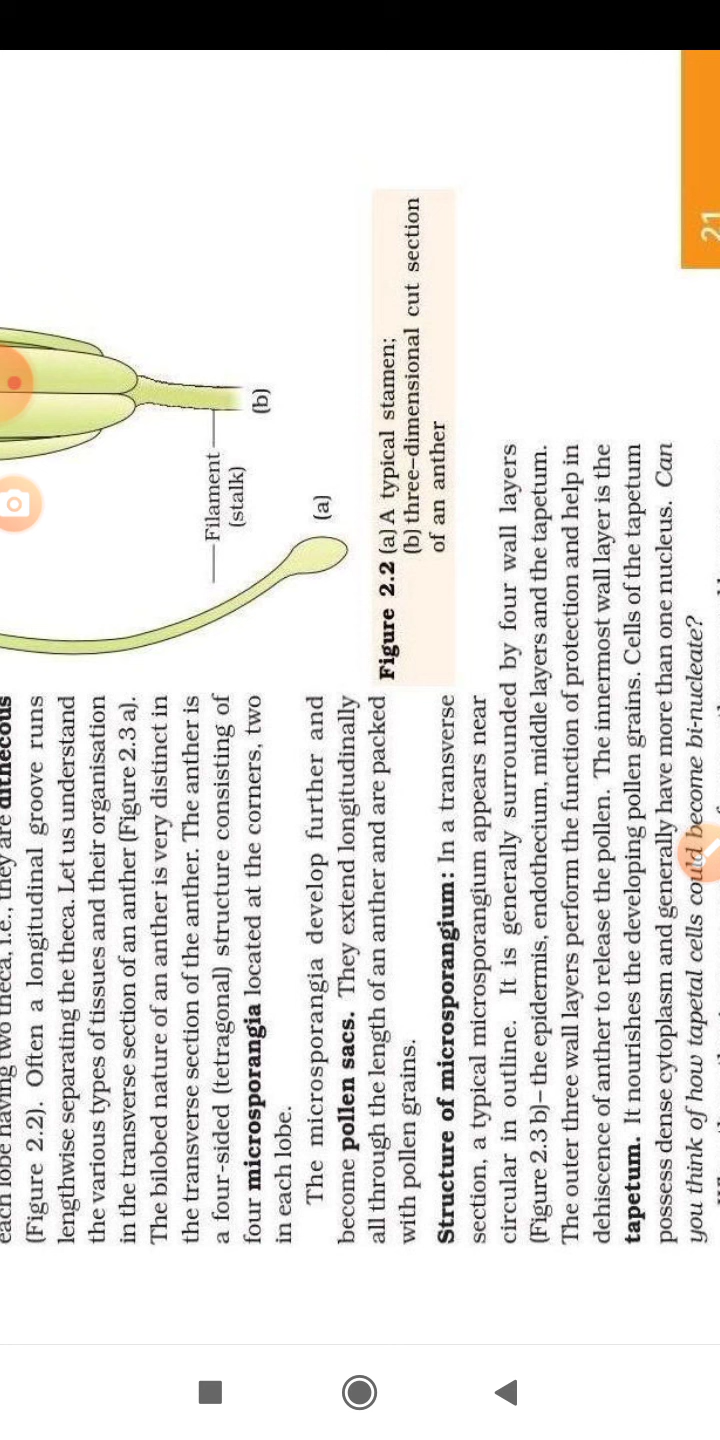 each lobe having two theca, i.e., they are dithecous
(Figure 2.2). Often a longitudinal groove runs
lengthwise separating the theca. Let us understand
the various types of tissues and their organisation
in the transverse section of an anther (Figure 2.3 a).
The bilobed nature of an anther is very distinct in
the transverse section of the anther. The anther is
a four-sided (tetragonal) structure consisting of
four microsporangia located at the corners, two
in each lobe.
The microsporangia develop further and
become pollen sacs. They extend longitudinally
all through the length of an anther and are packed
with pollen grains.
Filament
(stalk)
(b)
(a)
Figure 2.2 (a) A typical stamen;
(b) three–dimensional cut section
of an anther
Structure of microsporangium: In a transverse
section, a typical microsporangium appears near
circular in outline. It is generally surrounded by four wall layers
(Figure 2.3 b)– the epidermis, endothecium, middle layers and the tapetum.
The outer three wall layers perform the function of protection and help in
dehiscence of anther to release the pollen. The innermost wall layer is the
tapetum. It nourishes the developing pollen grains. Cells of the tapetum
possess dense cytoplasm and generally have more than one nucleus. Can
you think of how tapetal cells could become bi-nucleate?
21